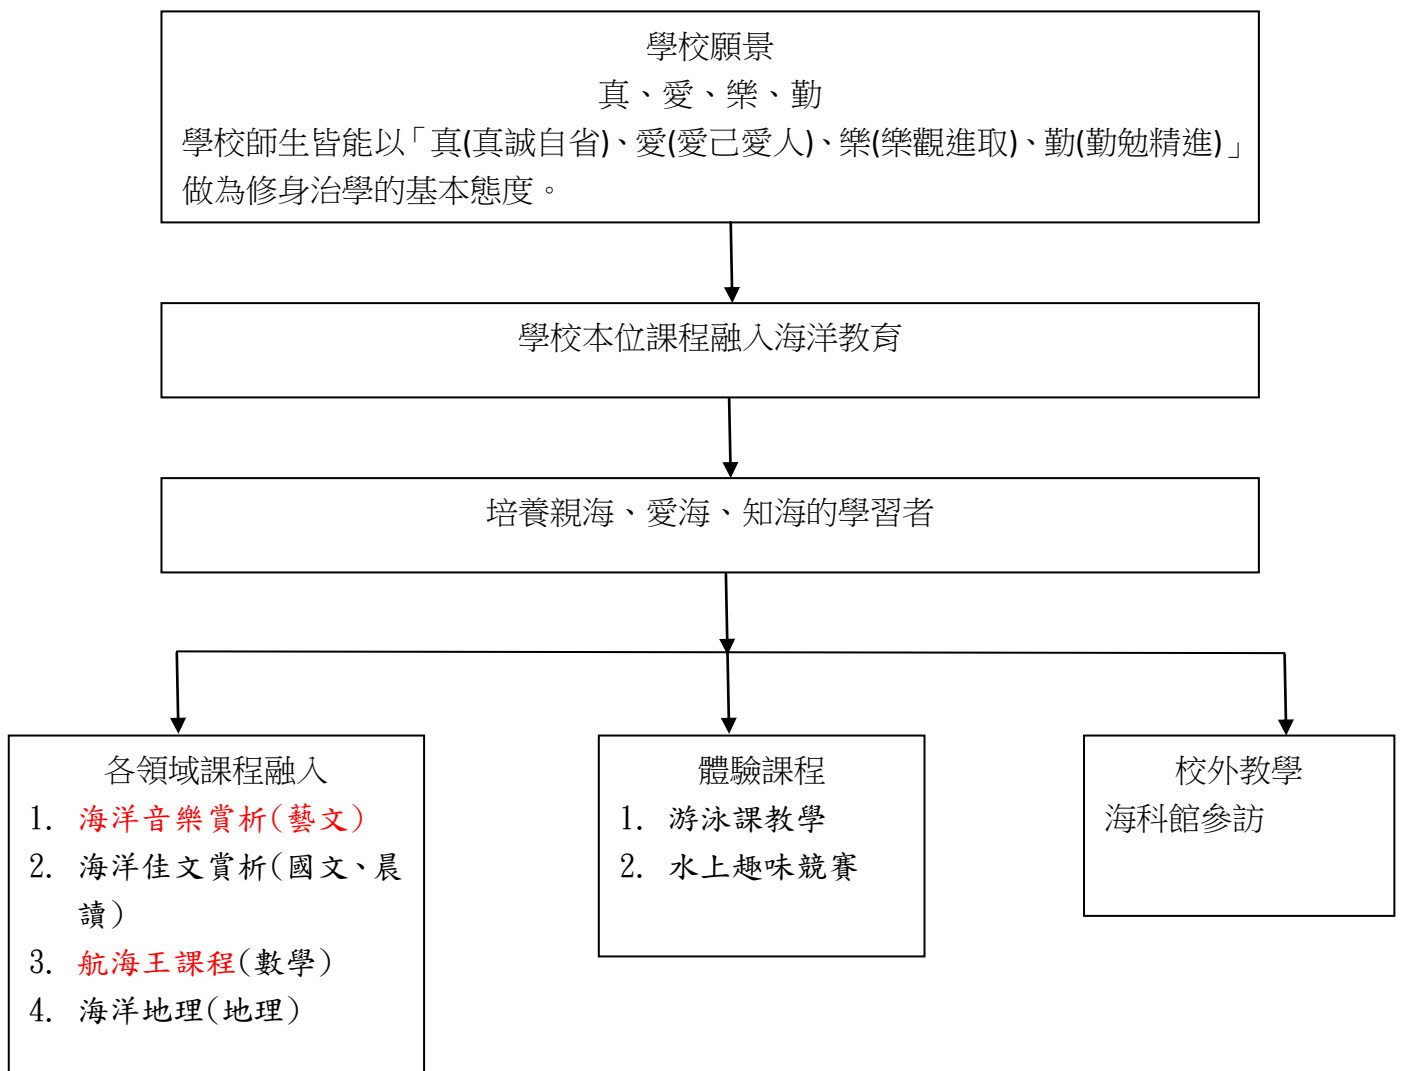 學校願景
真、愛、樂、勤
學校師生皆能以「真(真誠自省)、愛(愛己愛人)、樂(樂觀進取)、勤(勤勉精進)」
做為修身治學的基本態度。
學校本位課程融入海洋教育
培養親海、愛海、知海的學習者
各領域課程融入
1. 海洋音樂賞析(藝文)
2. 海洋佳文賞析(國文、晨
讀)
3. 航海王課程(數學)
4. 海洋地理(地理)
體驗課程
1. 游泳課教學
2. 水上趣味競賽
校外教學
海科館參訪